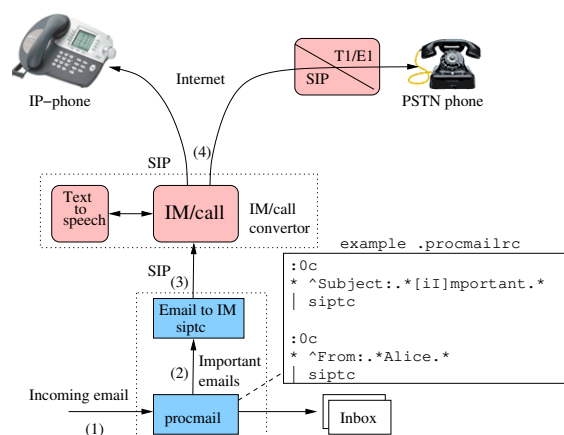 T1/E1
SIP
Internet
IP−phone
PSTN phone
SIP
(4)
Text
to
speech
IM/call
IM/call
convertor
example .procmailrc
:0c
* ^Subject:.*[iI]mportant.*
| siptc
:0c
* ^From:.*Alice.*
| siptc
SIP
(3)
Email to IM
siptc
(2)
Important
emails
Incoming email
(1)
procmail
Inbox